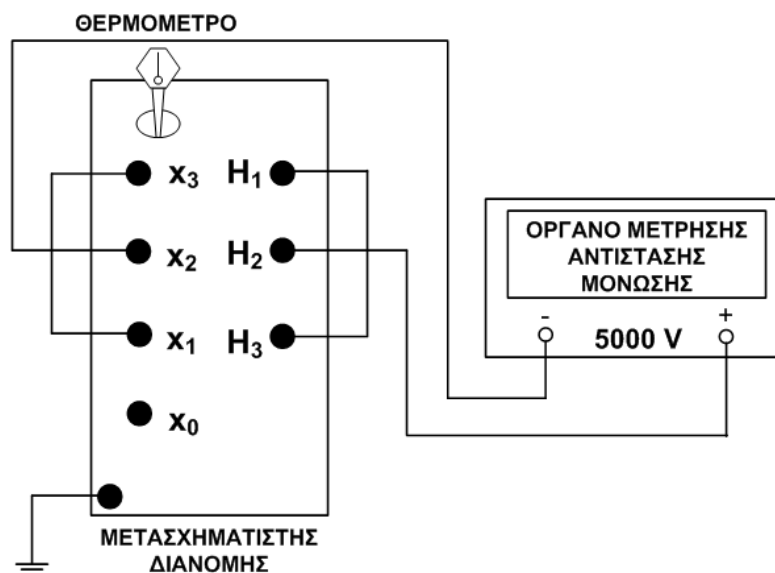 ΘΕΡΜΟΜΕΤΡΟ
x₃ H₁
x₂ H₂
x₁ H₃
x₀
ΟΡΓΑΝΟ ΜΕΤΡΗΣΗΣ
ΑΝΤΙΣΤΑΣΗΣ
ΜΟΝΩΣΗΣ
- +
5000 V
ΜΕΤΑΣΧΗΜΑΤΙΣΤΗΣ
ΔΙΑΝΟΜΗΣ